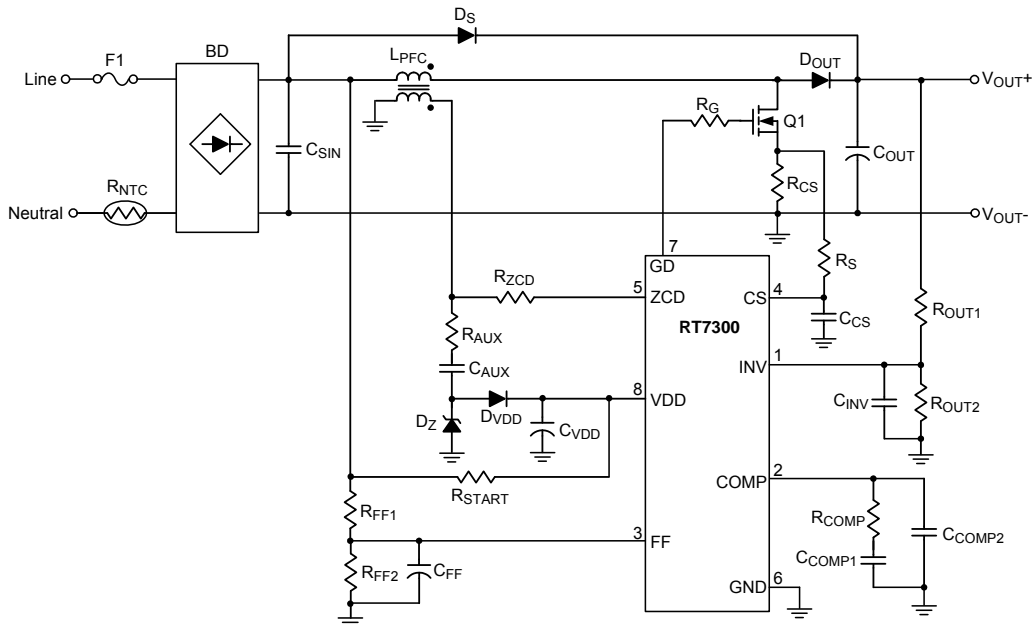 DS
F1
BD
LPFC
DOUT
Line
VOUT+
RG
Q1
CSIN
COUT
RCS
RNTC
Neutral
VOUT-
7
GD
RS
RZCD
5
ZCD
CS
4
ROUT1
CCS
RAUX
RT7300
CAUX
INV
1
8
VDD
CINV
ROUT2
DZ
DVDD
CVDD
COMP
2
RSTART
RFF1
RCOMP
CCOMP2
3
FF
CCOMP1
RFF2
CFF
GND
6